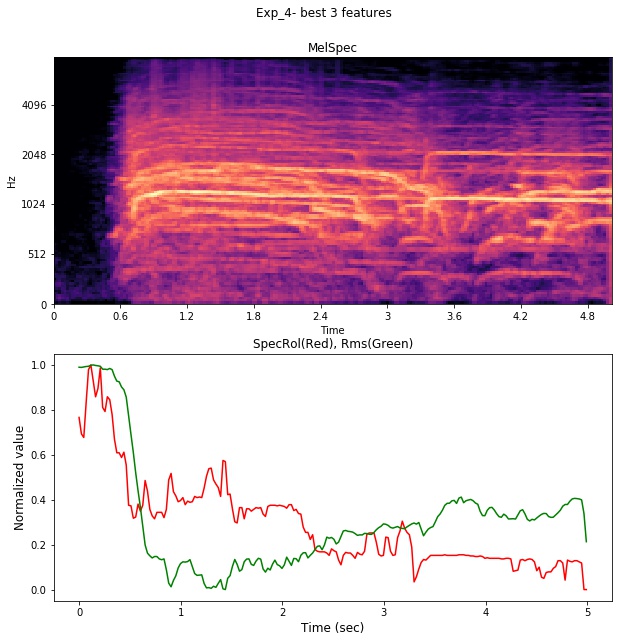 Exp_4- best 3 features
MelSpec
4096
2048
1024
512
0
Hz
0 0.6 1.2 1.8 2.4 3 3.6 4.2 4.8
Time
SpecRol(Red), Rms(Green)
1.0
0.8
0.6
0.4
0.2
0.0
Normalized value
0 1 2 3 4 5
Time (sec)